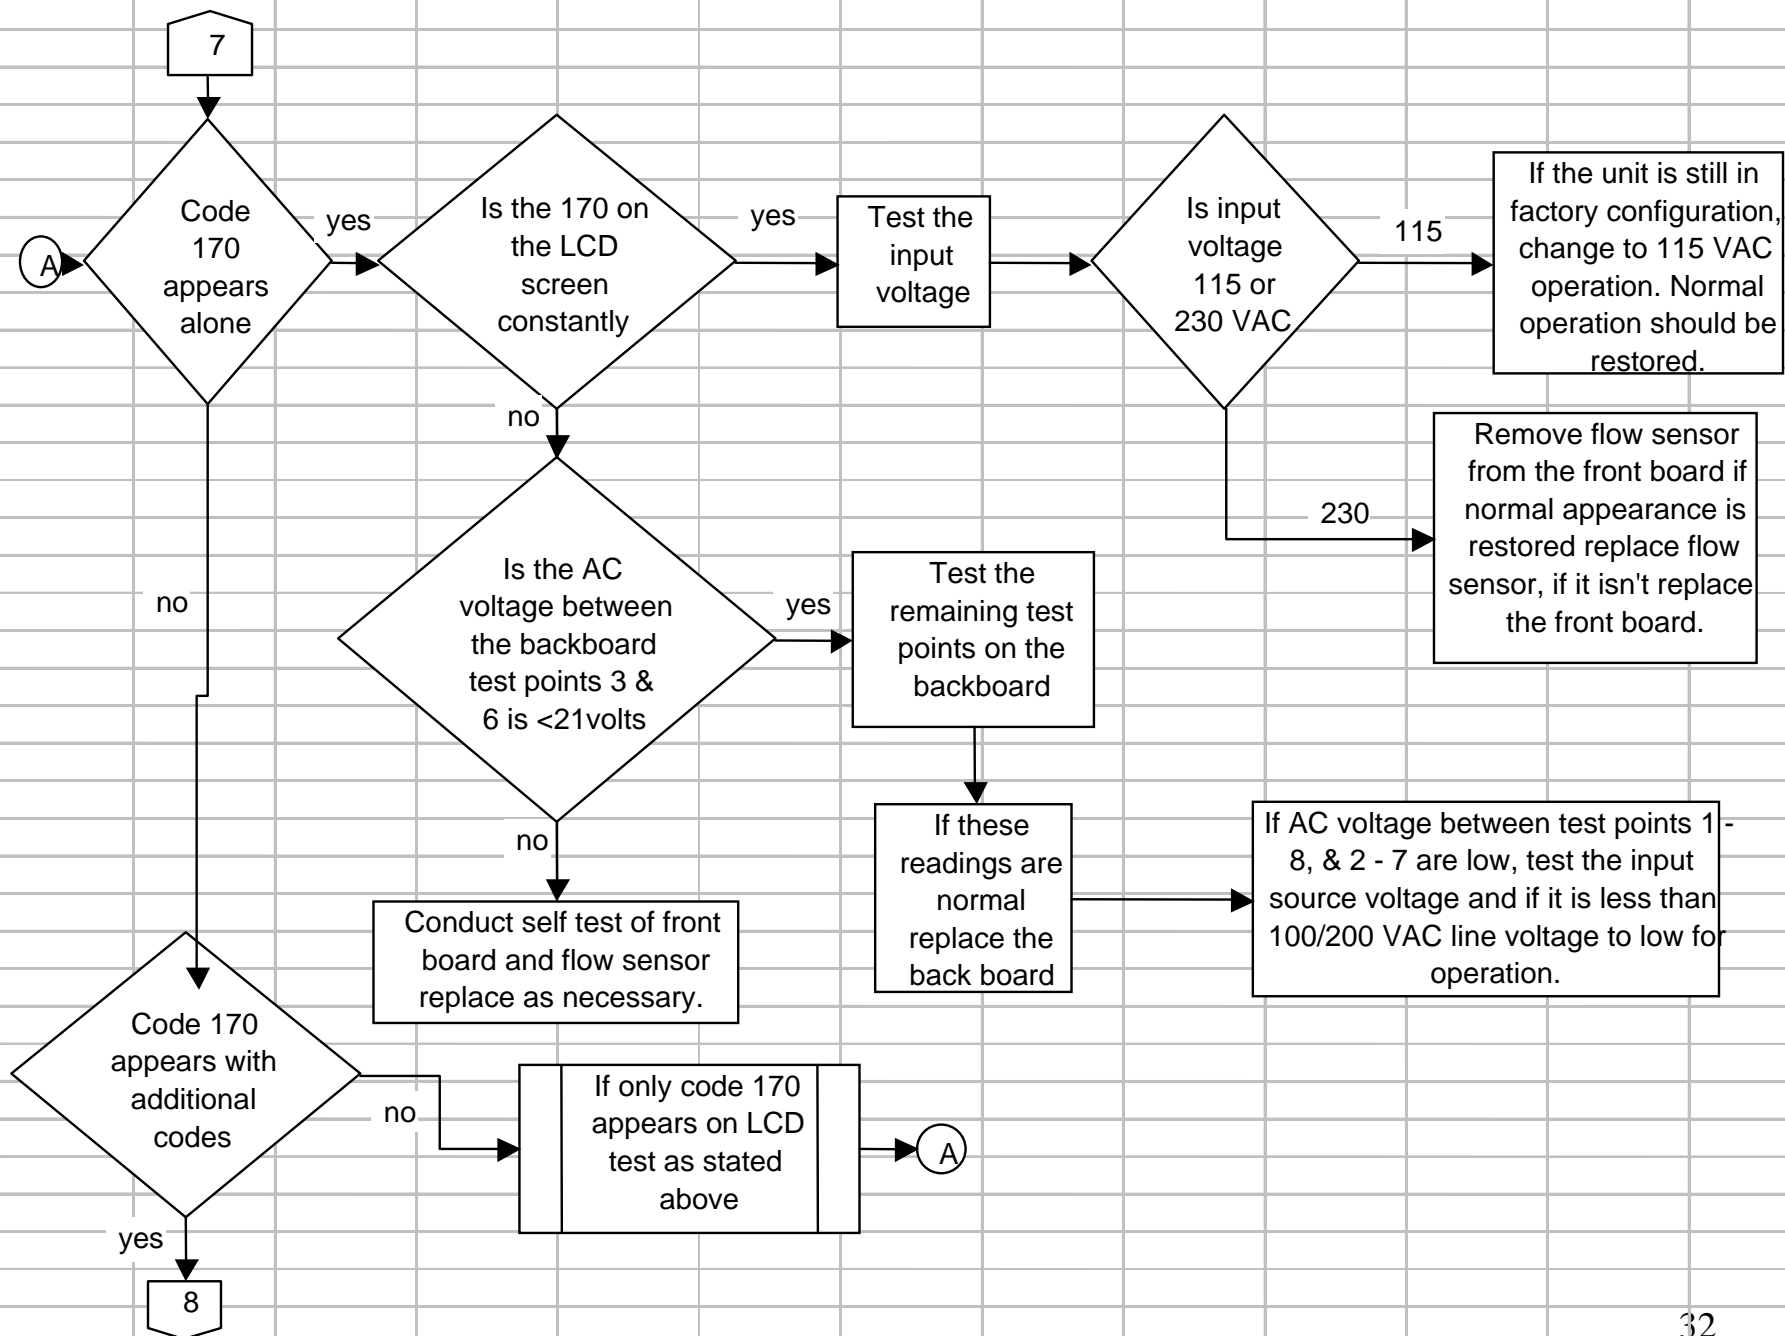 7
Code
170
appears
alone
A
yes
Is the 170 on
the LCD
screen
constantly
yes
Test the
input
voltage
Is input
voltage
115 or
230 VAC
115
If the unit is still in
factory configuration,
change to 115 VAC
operation. Normal
operation should be
restored.
no
230
Remove flow sensor
from the front board if
normal appearance is
restored replace flow
sensor, if it isn't replace
the front board.
no
Is the AC
voltage between
the backboard
test points 3 &
6 is <21volts
yes
Test the
remaining test
points on the
backboard
no
If these
readings are
normal
replace the
back board
If AC voltage between test points 1 -
8, & 2 - 7 are low, test the input
source voltage and if it is less than
100/200 VAC line voltage to low for
operation.
Conduct self test of front
board and flow sensor
replace as necessary.
Code 170
appears with
additional
codes
no
If only code 170
appears on LCD
test as stated
above
A
yes
8
32